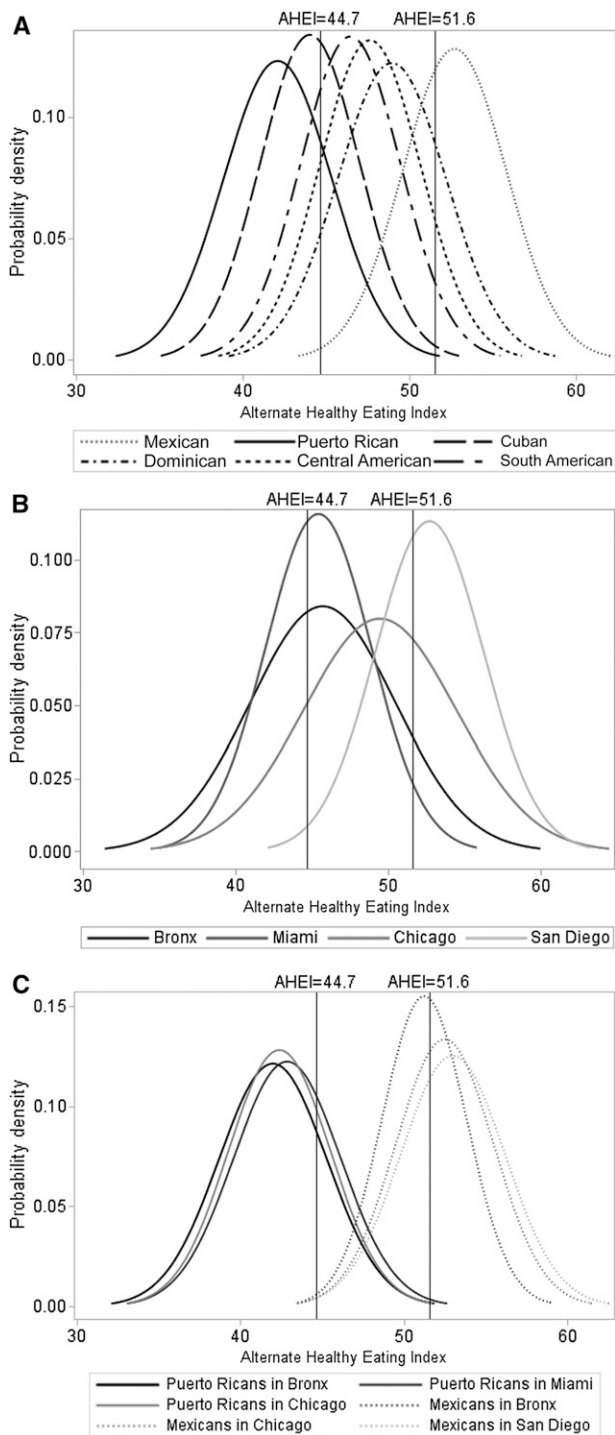 A
AHEI=44.7 AHEI=51.6
Probability density
0.10
0.05
0.00
30 40 50 60
Alternate Healthy Eating Index
Mexican Puerto Rican Cuban
Dominican Central American South American
B
AHEI=44.7 AHEI=51.6
Probability density
0.100
0.075
0.050
0.025
0.000
30 40 50 60
Alternate Healthy Eating Index
Bronx Miami Chicago San Diego
C
AHEI=44.7 AHEI=51.6
Probability density
0.15
0.10
0.05
0.00
30 40 50 60
Alternate Healthy Eating Index
Puerto Ricans in Bronx Puerto Ricans in Miami
Puerto Ricans in Chicago Mexicans in Bronx
Mexicans in Chicago Mexicans in San Diego